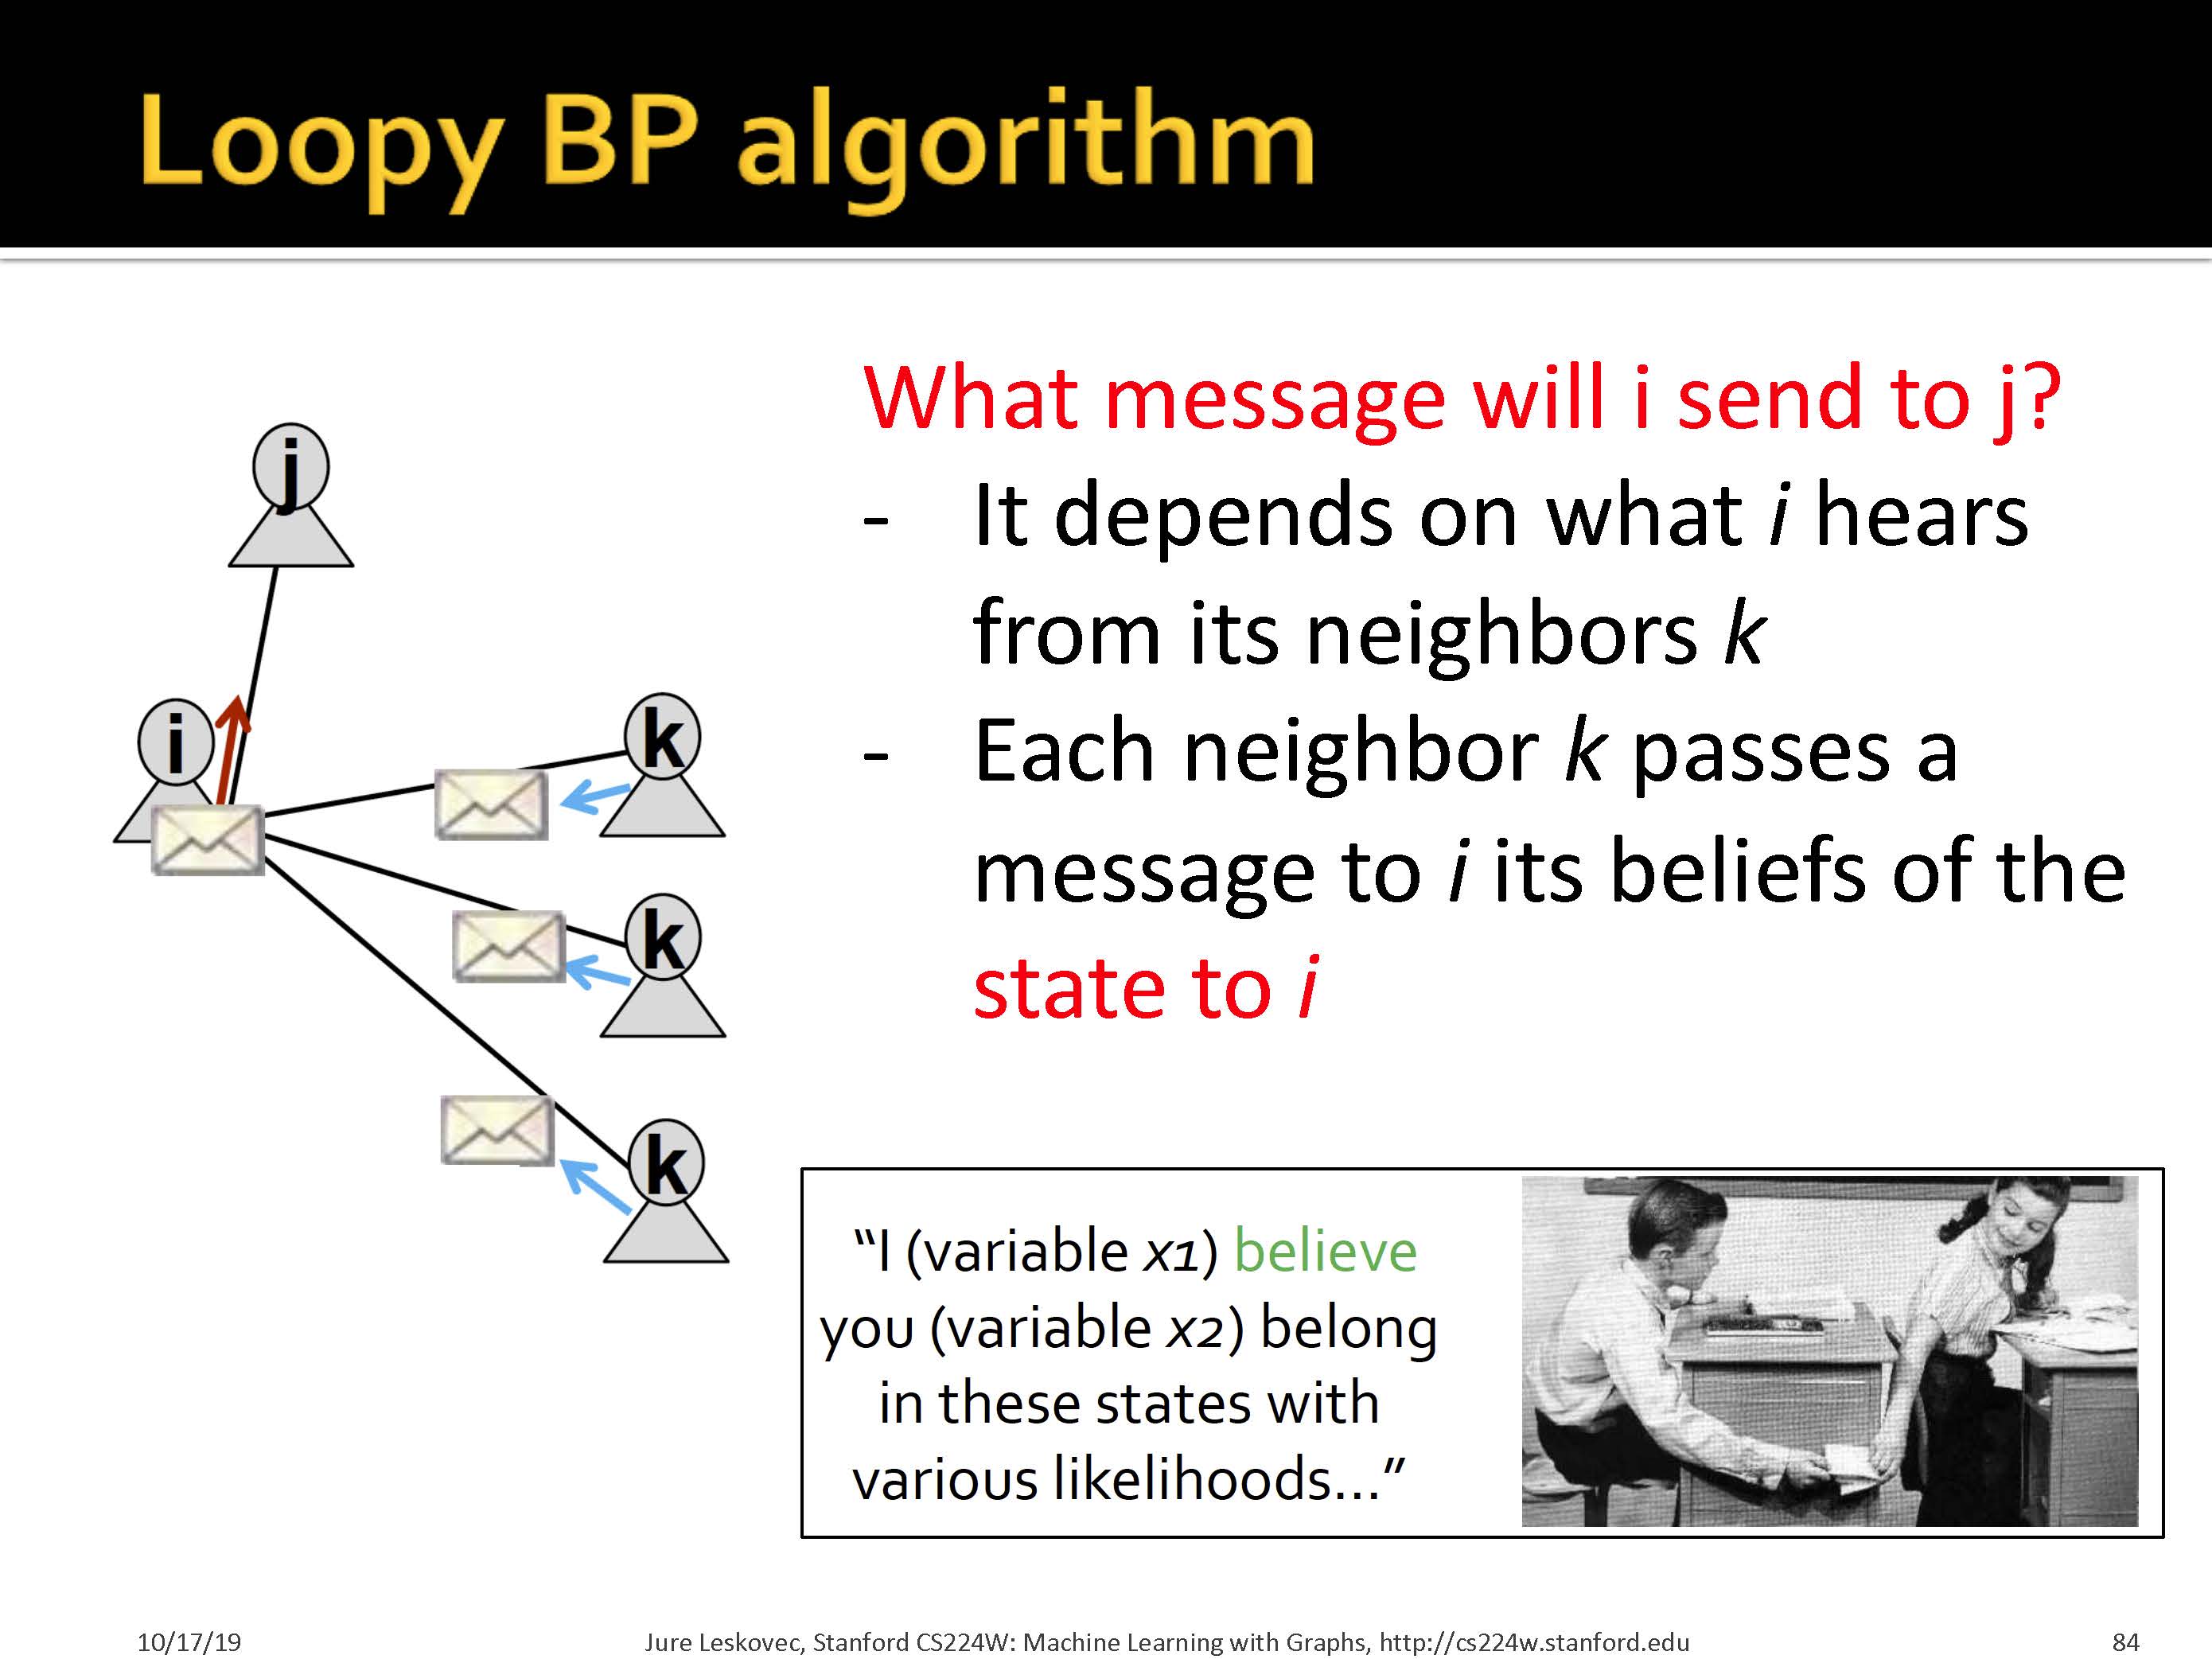 Loopy BP algorithm
What message will i send to j?
- It depends on what i hears
from its neighbors k
- Each neighbor k passes a
message to i its beliefs of the
state to i
j
i
k
k
k
“I (variable x1) believe
you (variable x2) belong
in these states with
various likelihoods…”
10/17/19
Jure Leskovec, Stanford CS224W: Machine Learning with Graphs, http://cs224w.stanford.edu
84